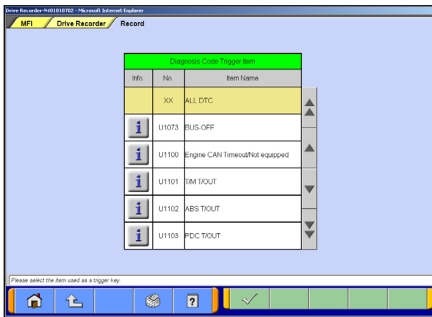 Drive Recorder-N401010702 - Microsoft Internet Explorer
MFI Drive Recorder Record
Diagnosis Code Trigger item
Info. No Item Name
XX ALL DTC
i U1073 BUS-OFF
i U1100 Engine CAN Timeout/Not equipped
i U1101 T/M T/OUT
i U1102 ABS T/OUT
i U1103 PDC T/OUT
Please select the item used as a trigger key.
?